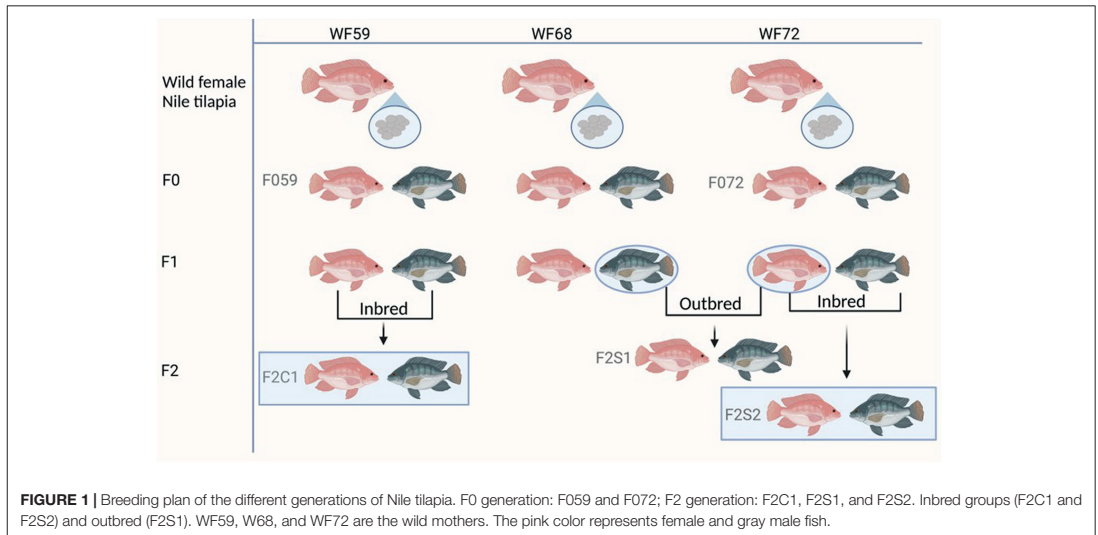 WF59 WF68 WF72
Wild female
Nile tilapia
F0 F059 F072
F1
Inbred Outbred Inbred
F2 F2C1 F2S1
F2S2
FIGURE 1 | Breeding plan of the different generations of Nile tilapia. F0 generation: F059 and F072; F2 generation: F2C1, F2S1, and F2S2. Inbred groups (F2C1 and
F2S2) and outbred (F2S1). WF59, W68, and WF72 are the wild mothers. The pink color represents female and gray male fish.